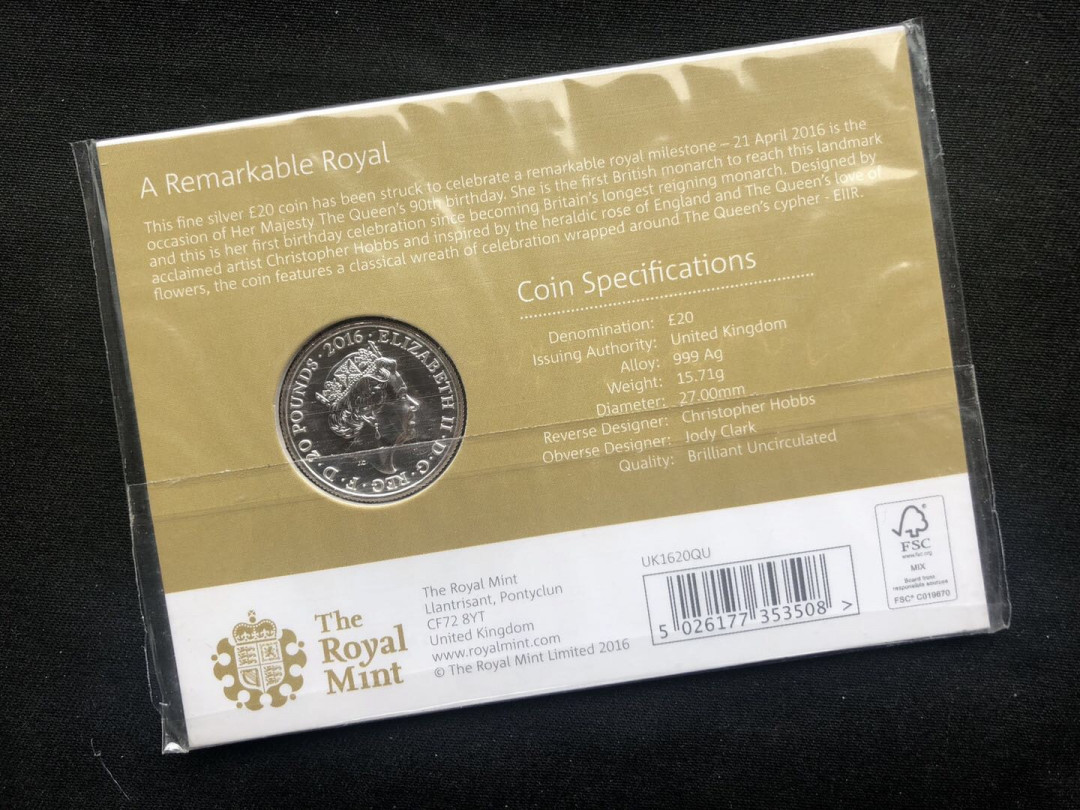 A Remarkable Royal
This fine silver £20 coin has been struck to celebrate a remarkable royal milestone – 21 April 2016 is the
occasion of Her Majesty The Queen's 90th birthday. She is the first British monarch to reach this landmark
and this is her first birthday celebration since becoming Britain's longest reigning monarch. Designed by
acclaimed artist Christopher Hobbs and inspired by the heraldic rose of England and The Queen's love of
flowers, the coin features a classical wreath of celebration wrapped around The Queen's cypher - EIIR.
Coin Specifications
Denomination: £20
Issuing Authority: United Kingdom
Alloy: 999 Ag
Weight: 15.71g
Diameter: 27.00mm
Reverse Designer: Christopher Hobbs
Obverse Designer: Jody Clark
Quality: Brilliant Uncirculated
ELIZABETH II · D · G · REG · F · D · 20 POUNDS · 2016 ·
The
Royal
Mint
The Royal Mint
Llantrisant, Pontyclun
CF72 8YT
United Kingdom
www.royalmint.com
© The Royal Mint Limited 2016
UK1620QU
5 026177 353508 >
FSC
www.fsc.org
MIX
Board from
responsible sources
FSC® C019870